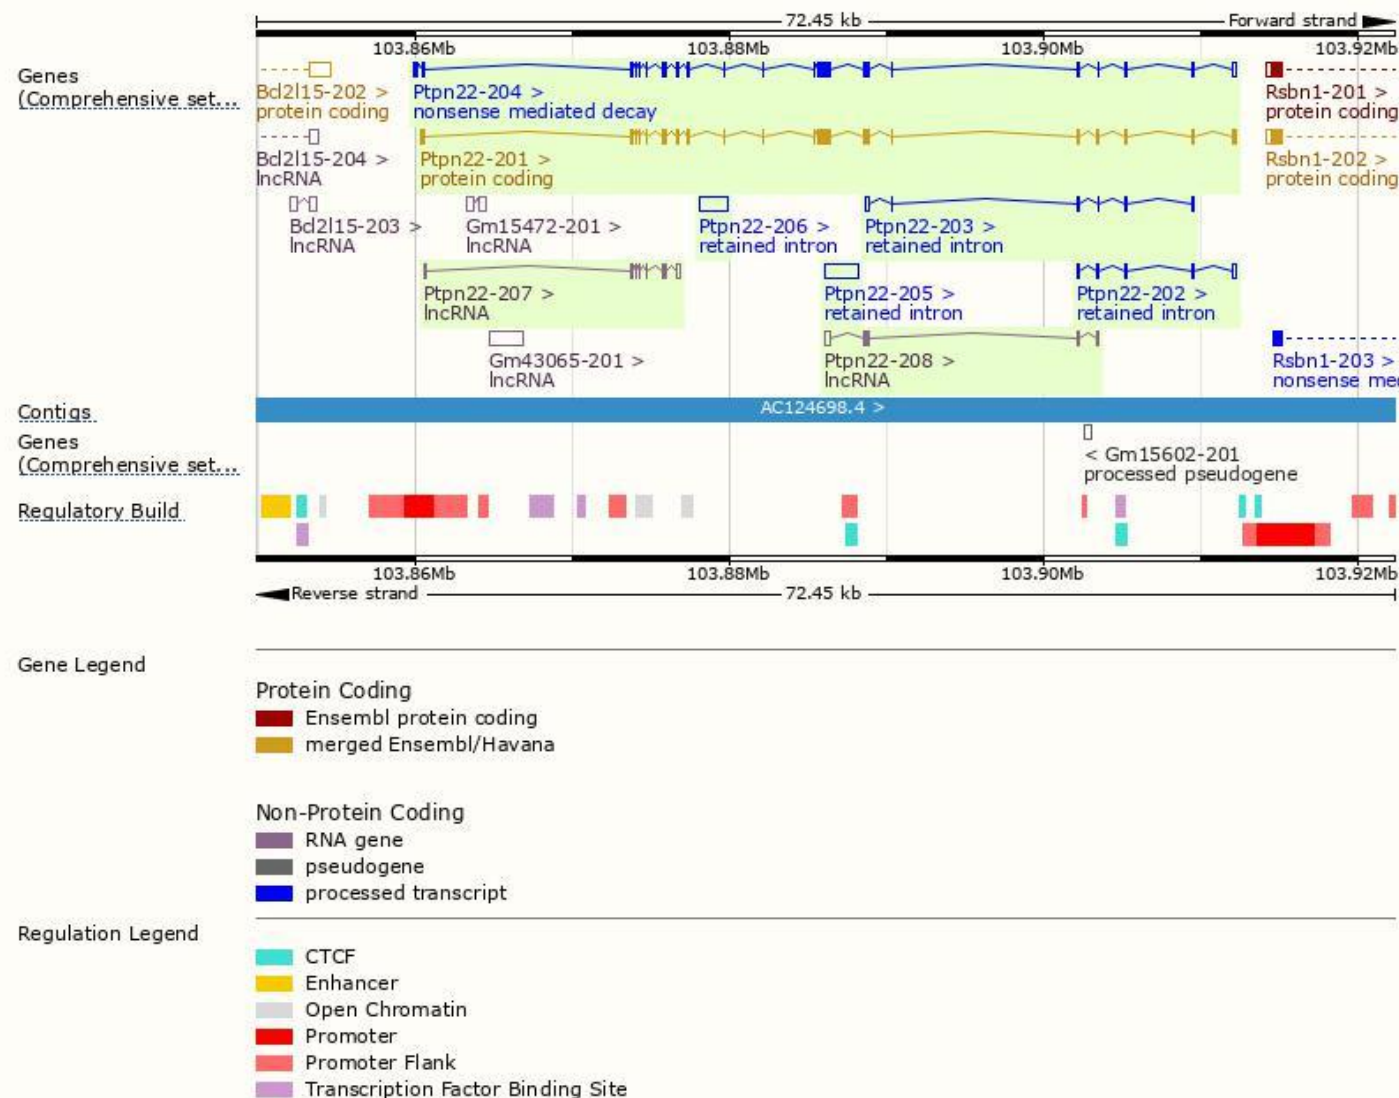 72.45 kb Forward strand
103.86Mb 103.88Mb 103.90Mb 103.92Mb
Genes
(Comprehensive set...
Bcl2l15-202 > Ptpn22-204 > Rsbn1-201 >
protein coding nonsense mediated decay protein coding
Bcl2l15-204 > Ptpn22-201 > Rsbn1-202 >
lncRNA protein coding protein coding
Bcl2l15-203 > Gm15472-201 > Ptpn22-206 > Ptpn22-203 >
lncRNA lncRNA retained intron retained intron
Ptpn22-207 > Ptpn22-205 > Ptpn22-202 >
lncRNA retained intron retained intron
Gm43065-201 > Ptpn22-208 > Rsbn1-203 >
lncRNA lncRNA nonsense me
Contigs AC124698.4 >
Genes
(Comprehensive set...
< Gm15602-201
processed pseudogene
Regulatory Build
103.86Mb 103.88Mb 103.90Mb 103.92Mb
Reverse strand 72.45 kb
Gene Legend
Protein Coding
Ensembl protein coding
merged Ensembl/Havana
Non-Protein Coding
RNA gene
pseudogene
processed transcript
Regulation Legend
CTCF
Enhancer
Open Chromatin
Promoter
Promoter Flank
Transcription Factor Binding Site